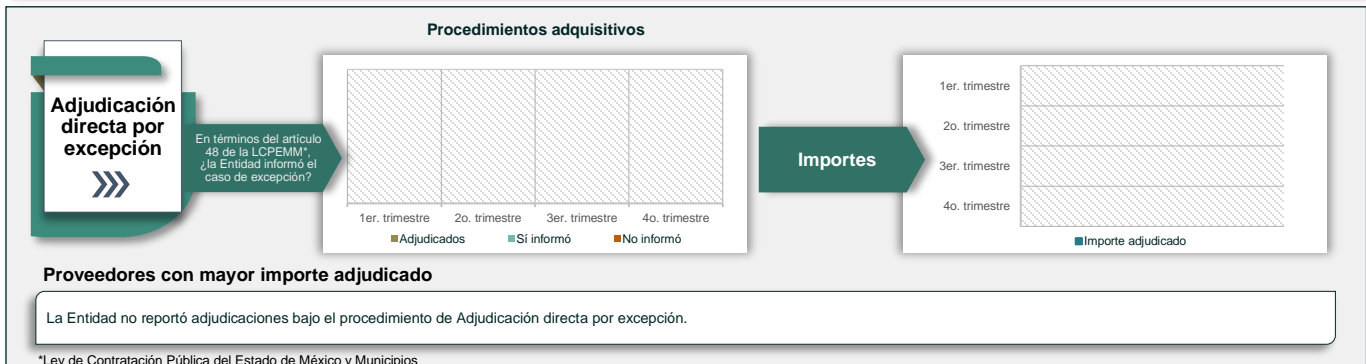 Procedimientos adquisitivos
Adjudicación
directa por
excepción
En términos del artículo
48 de la LCPEMM*,
¿la Entidad informó el
caso de excepción?
1er. trimestre
2o. trimestre
3er. trimestre
4o. trimestre
Adjudicados
Sí informó
No informó
Importes
1er. trimestre
2o. trimestre
3er. trimestre
4o. trimestre
Importe adjudicado
Proveedores con mayor importe adjudicado
La Entidad no reportó adjudicaciones bajo el procedimiento de Adjudicación directa por excepción.
*Ley de Contratación Pública del Estado de México y Municipios